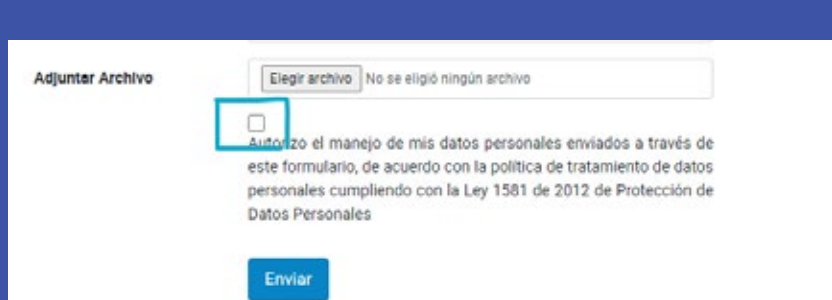 Adjuntar Archivo
Elegir archivo No se eligió ningún archivo
Autorizo el manejo de mis datos personales enviados a través de
este formulario, de acuerdo con la política de tratamiento de datos
personales cumpliendo con la Ley 1581 de 2012 de Protección de
Datos Personales
Enviar